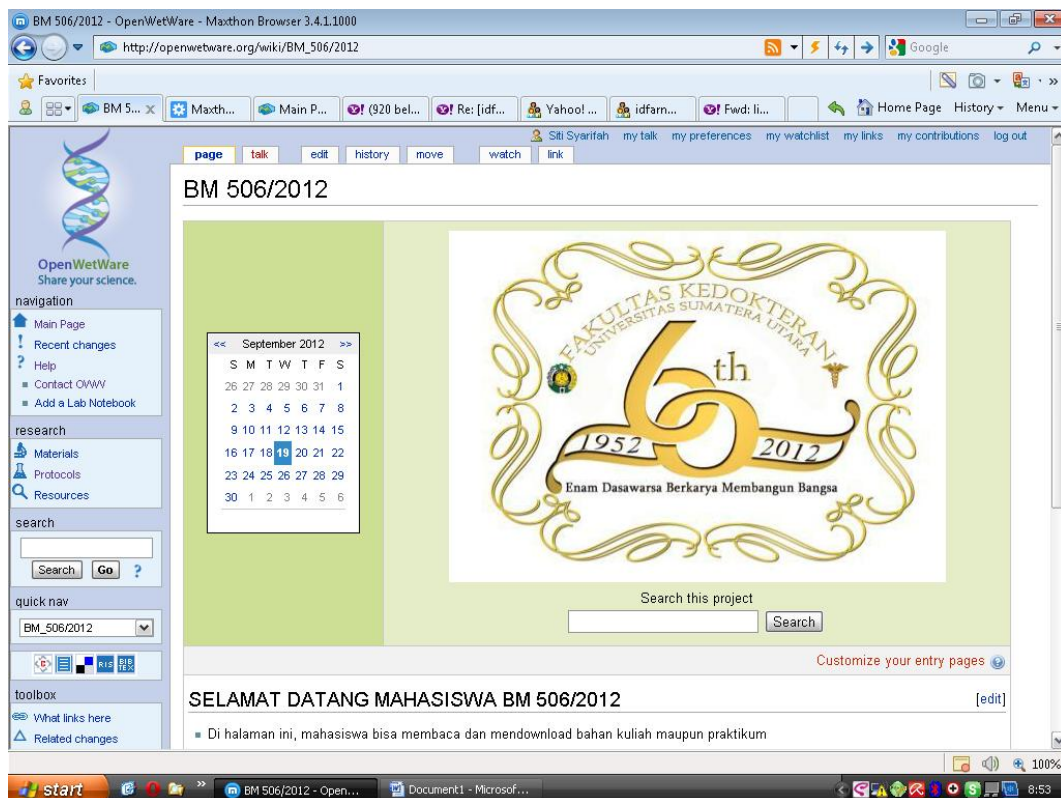 BM 506/2012 - OpenWetWare - Maxthon Browser 3.4.1.1000
http://openwetware.org/wiki/BM_506/2012
Google
Favorites
BM 5... x
Maxth...
Main P...
(920 bel...
Re: [idf...
Yahoo! ...
idfarn...
Fwd: li...
Home Page History Menu
Siti Syarifah my talk my preferences my watchlist my links my contributions log out
page talk edit history move watch link
BM 506/2012
OpenWetWare
Share your science.
navigation
Main Page
Recent changes
Help
Contact OWW
Add a Lab Notebook
research
Materials
Protocols
Resources
search
Search Go ?
quick nav
BM_506/2012
RIS BIB TEX
toolbox
What links here
Related changes
<< September 2012 >>
S M T W T F S
26 27 28 29 30 31 1
2 3 4 5 6 7 8
9 10 11 12 13 14 15
16 17 18 19 20 21 22
23 24 25 26 27 28 29
30 1 2 3 4 5 6
FAKULTAS KEDOKTERAN
UNIVERSITAS SUMATERA UTARA
60th
1952 2012
Enam Dasawarsa Berkarya Membangun Bangsa
Search this project
Search
Customize your entry pages
SELAMAT DATANG MAHASISWA BM 506/2012 [edit]
Di halaman ini, mahasiswa bisa membaca dan mendownload bahan kuliah maupun praktikum
100%
start
BM 506/2012 - Open...
Document1 - Microsof...
8:53